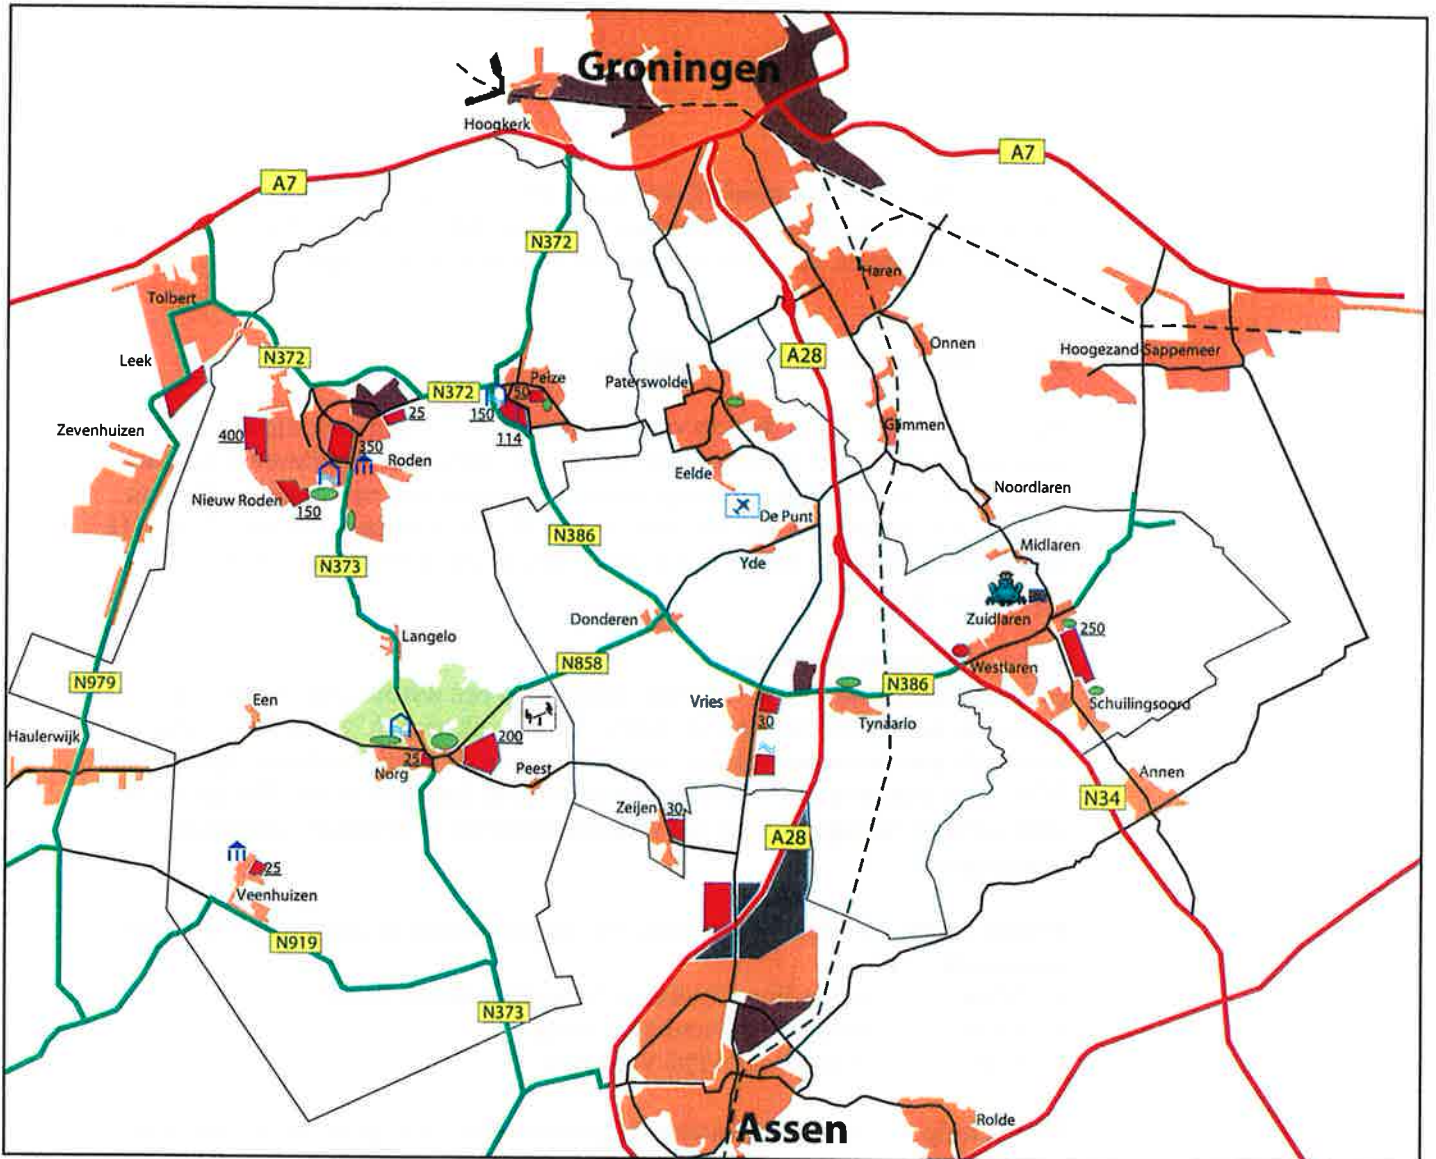 Groningen
Hoogkerk
A7
A7
N372
Haren
Tolbert
Onnen
Hoogezand Sappemeer
Leek
N372
A28
N372
Peize
Paterswolde
50
25
150
114
400
350
Zevenhuizen
Glimmen
Roden
Eelde
Nieuw Roden
150
Noordlaren
De Punt
N386
Midlaren
Yde
N373
Donderen
Zuidlaren
250
Langelo
N858
Westlaren
N979
N386
Een
Vries
30
Tynaarlo
Schuilingsoord
Haulerwijk
200
25
Norg
Peest
Annen
N34
Zeijen
30
A28
25
Veenhuizen
N919
N373
Assen
Rolde